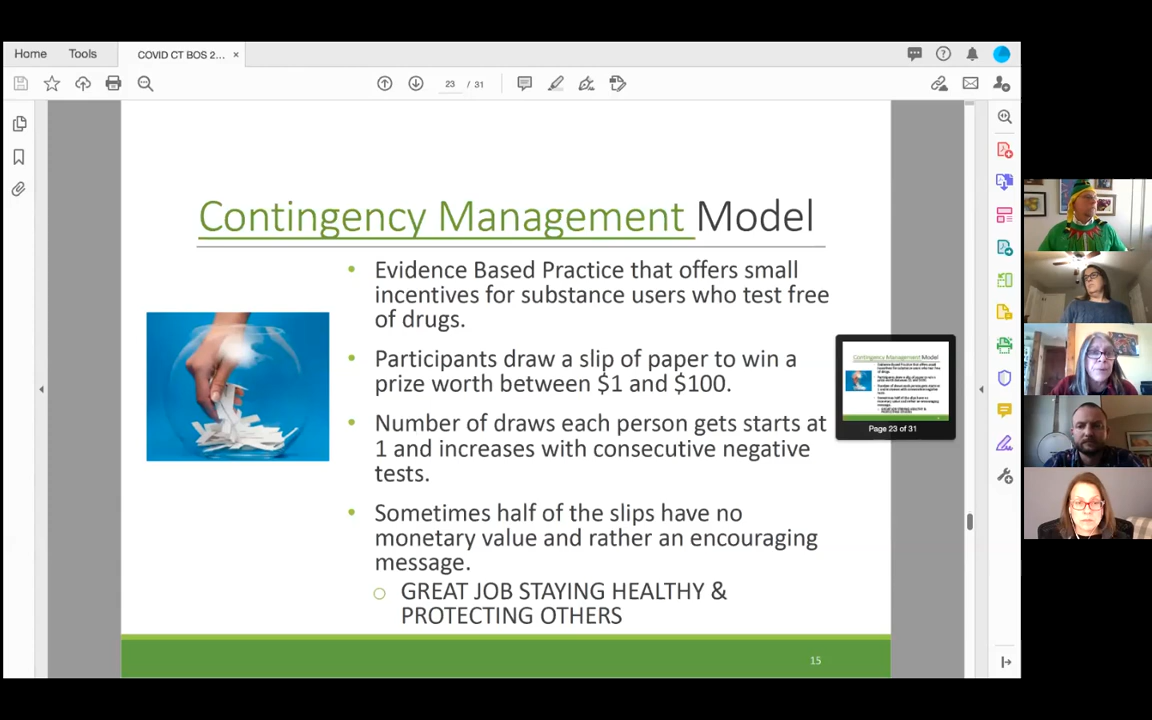 Home
Tools
COVID CT BOS 2...
×
23 / 31
Contingency Management Model
• Evidence Based Practice that offers small
incentives for substance users who test free
of drugs.
• Participants draw a slip of paper to win a
prize worth between $1 and $100.
• Number of draws each person gets starts at
1 and increases with consecutive negative
tests.
• Sometimes half of the slips have no
monetary value and rather an encouraging
message.
○ GREAT JOB STAYING HEALTHY &
PROTECTING OTHERS
15
Contingency Management Model
Page 23 of 31